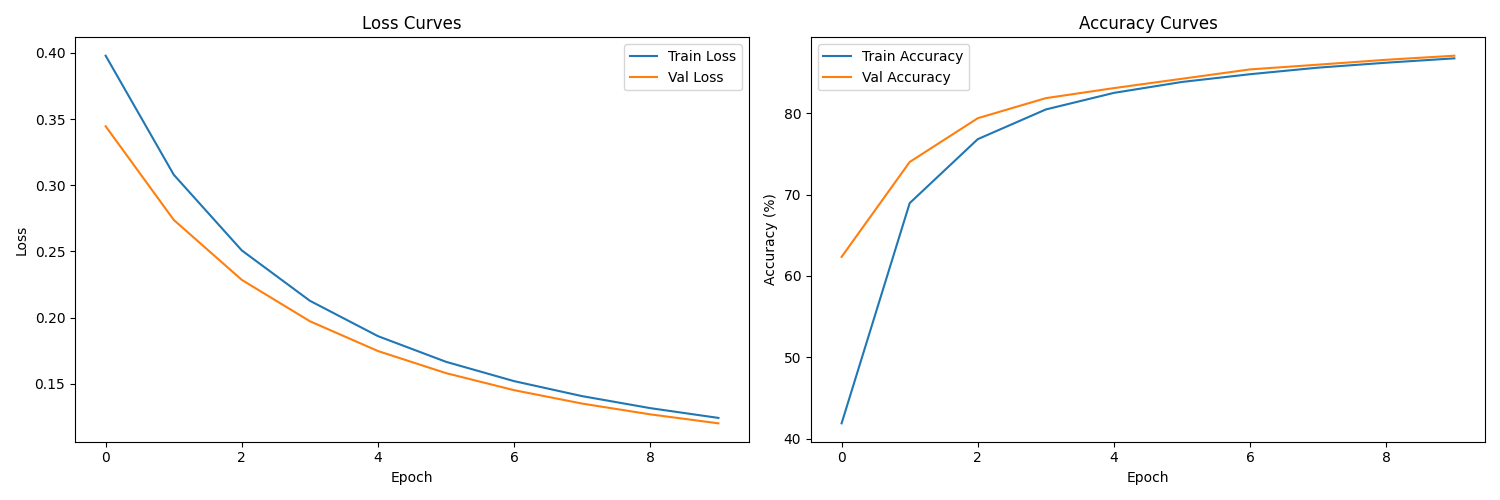 Loss Curves
0.40
0.35
0.30
0.25
0.20
0.15
Loss
Train Loss
Val Loss
0 2 4 6 8
Epoch
Accuracy Curves
80
70
60
50
40
Accuracy (%)
Train Accuracy
Val Accuracy
0 2 4 6 8
Epoch